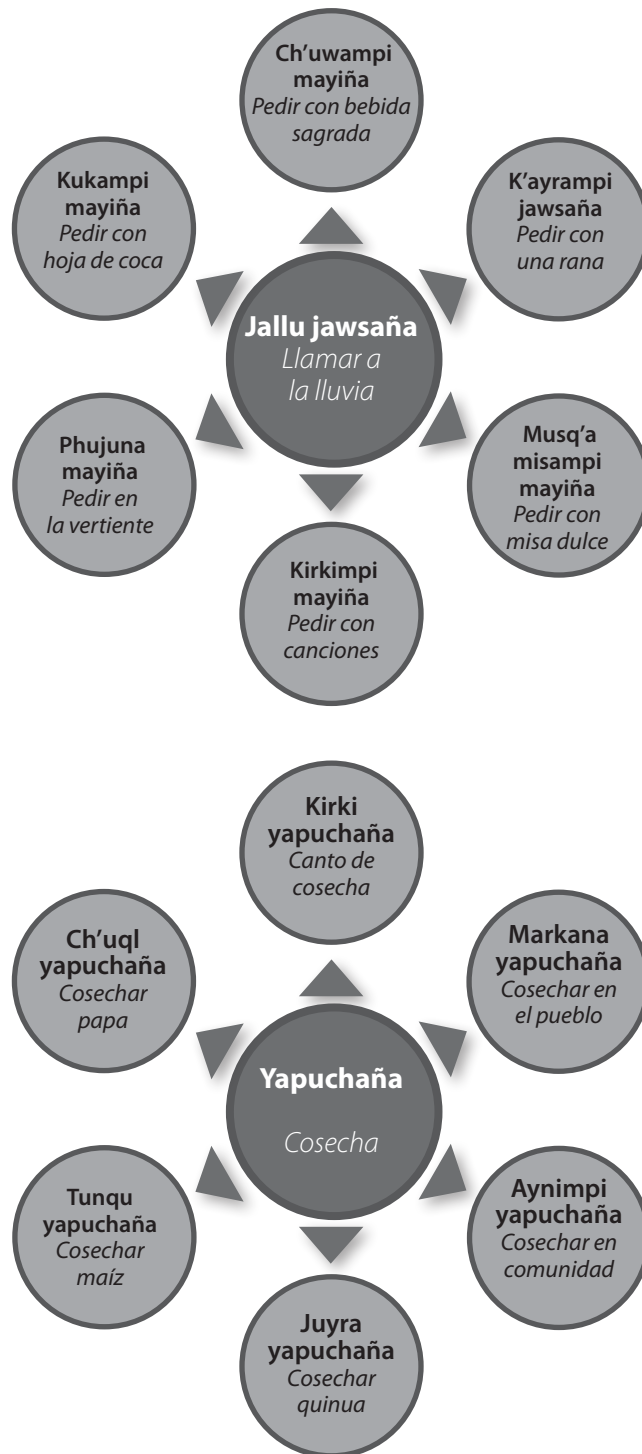 Ch’uwampi
mayiña
Pedir con bebida
sagrada
Kukampi
mayiña
Pedir con
hoja de coca
K’ayrampi
jawsaña
Pedir con
una rana
Jallu jawsaña
Llamar a
la lluvia
Phujuna
mayiña
Pedir en
la vertiente
Musq’a
misampi
mayiña
Pedir con
misa dulce
Kirkimpi
mayiña
Pedir con
canciones
Kirki
yapuchaña
Canto de
cosecha
Ch’uql
yapuchaña
Cosechar
papa
Markana
yapuchaña
Cosechar en
el pueblo
Yapuchaña
Cosecha
Tunqu
yapuchaña
Cosechar
maíz
Aynimpi
yapuchaña
Cosechar en
comunidad
Juyra
yapuchaña
Cosechar
quinua